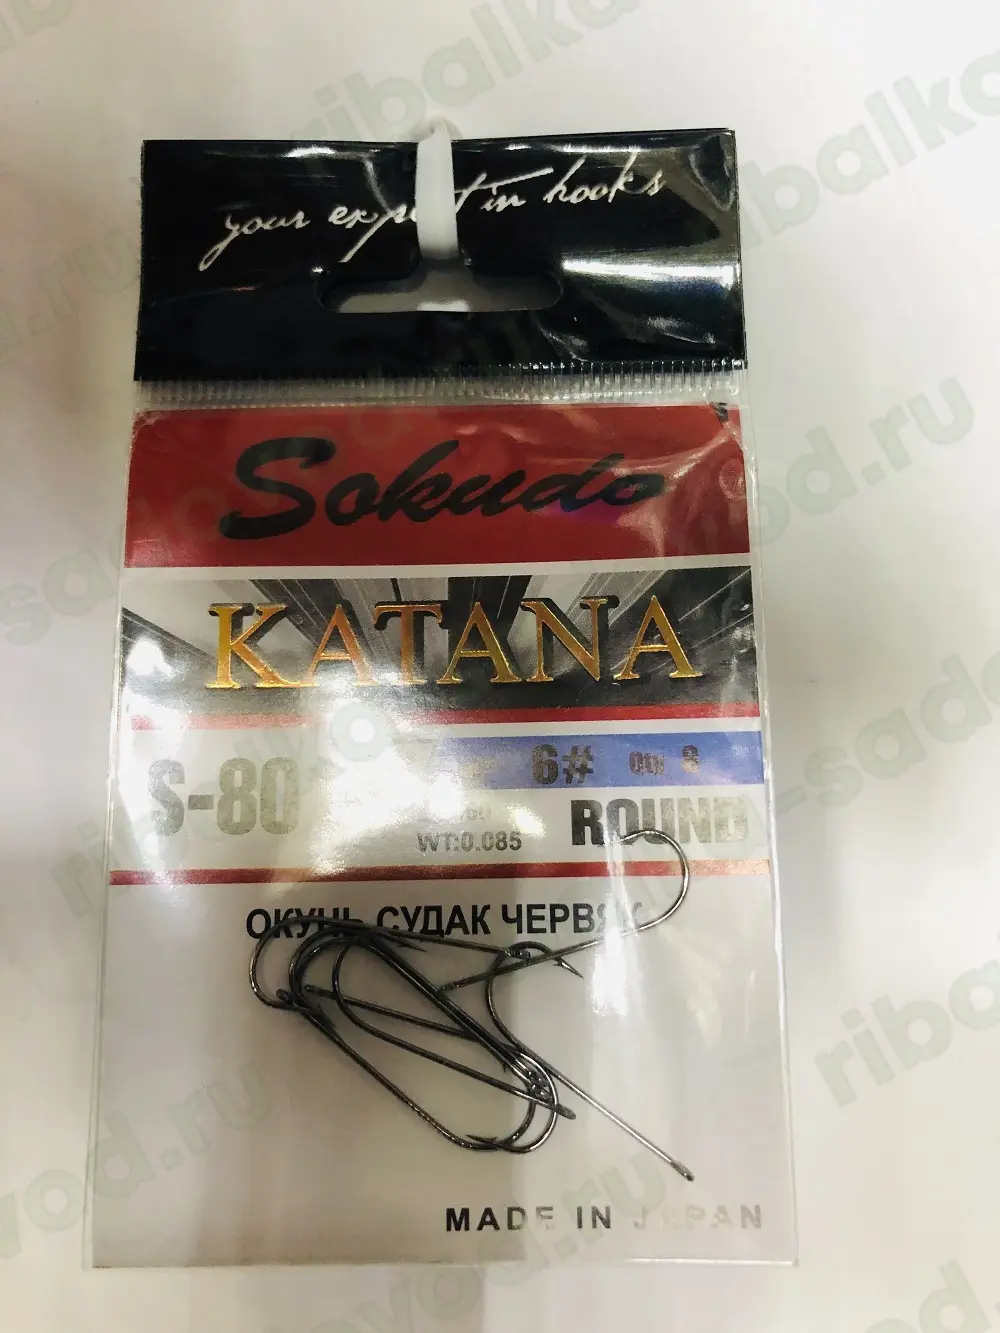 your expert in hooks
Sokudo
KATANA
6#
WT:0.085
ROUND
ОКУНЬ СУДАК ЧЕРВЯК
MADE IN JAPAN